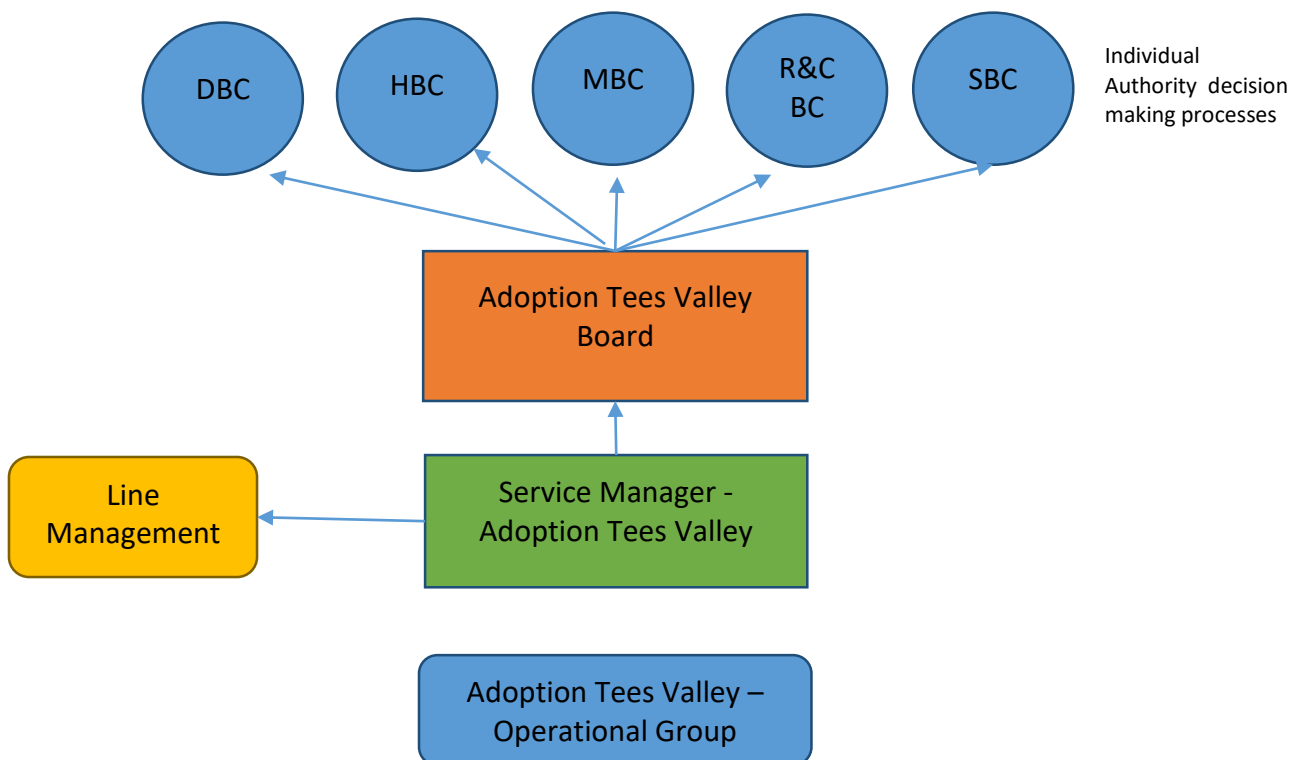 DBC
HBC
MBC
R&C
BC
SBC
Individual
Authority decision
making processes
Adoption Tees Valley
Board
Line
Management
Service Manager -
Adoption Tees Valley
Adoption Tees Valley –
Operational Group